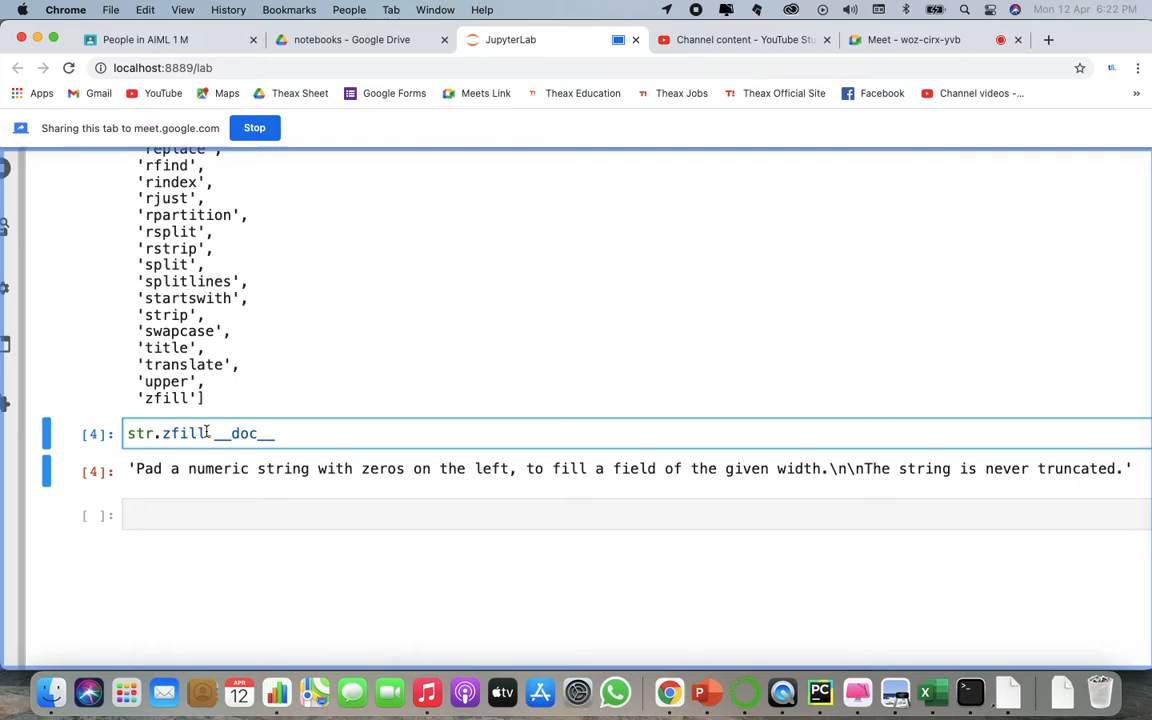 Chrome File Edit View History Bookmarks People Tab Window Help Mon 12 Apr 6:22 PM
People in AIML 1 M notebooks - Google Drive JupyterLab Channel content - YouTube Stu Meet - woz-cirx-yvb
localhost:8889/lab
Apps Gmail YouTube Maps Theax Sheet Google Forms Meets Link Theax Education Theax Jobs Theax Official Site Facebook Channel videos -... »
Sharing this tab to meet.google.com Stop
'replace',
'rfind',
'rindex',
'rjust',
'rpartition',
'rsplit',
'rstrip',
'split',
'splitlines',
'startswith',
'strip',
'swapcase',
'title',
'translate',
'upper',
'zfill']
[4]: str.zfill.__doc__
[4]: 'Pad a numeric string with zeros on the left, to fill a field of the given width.\n\nThe string is never truncated.'
[ ]:
APR
12
tv
PC